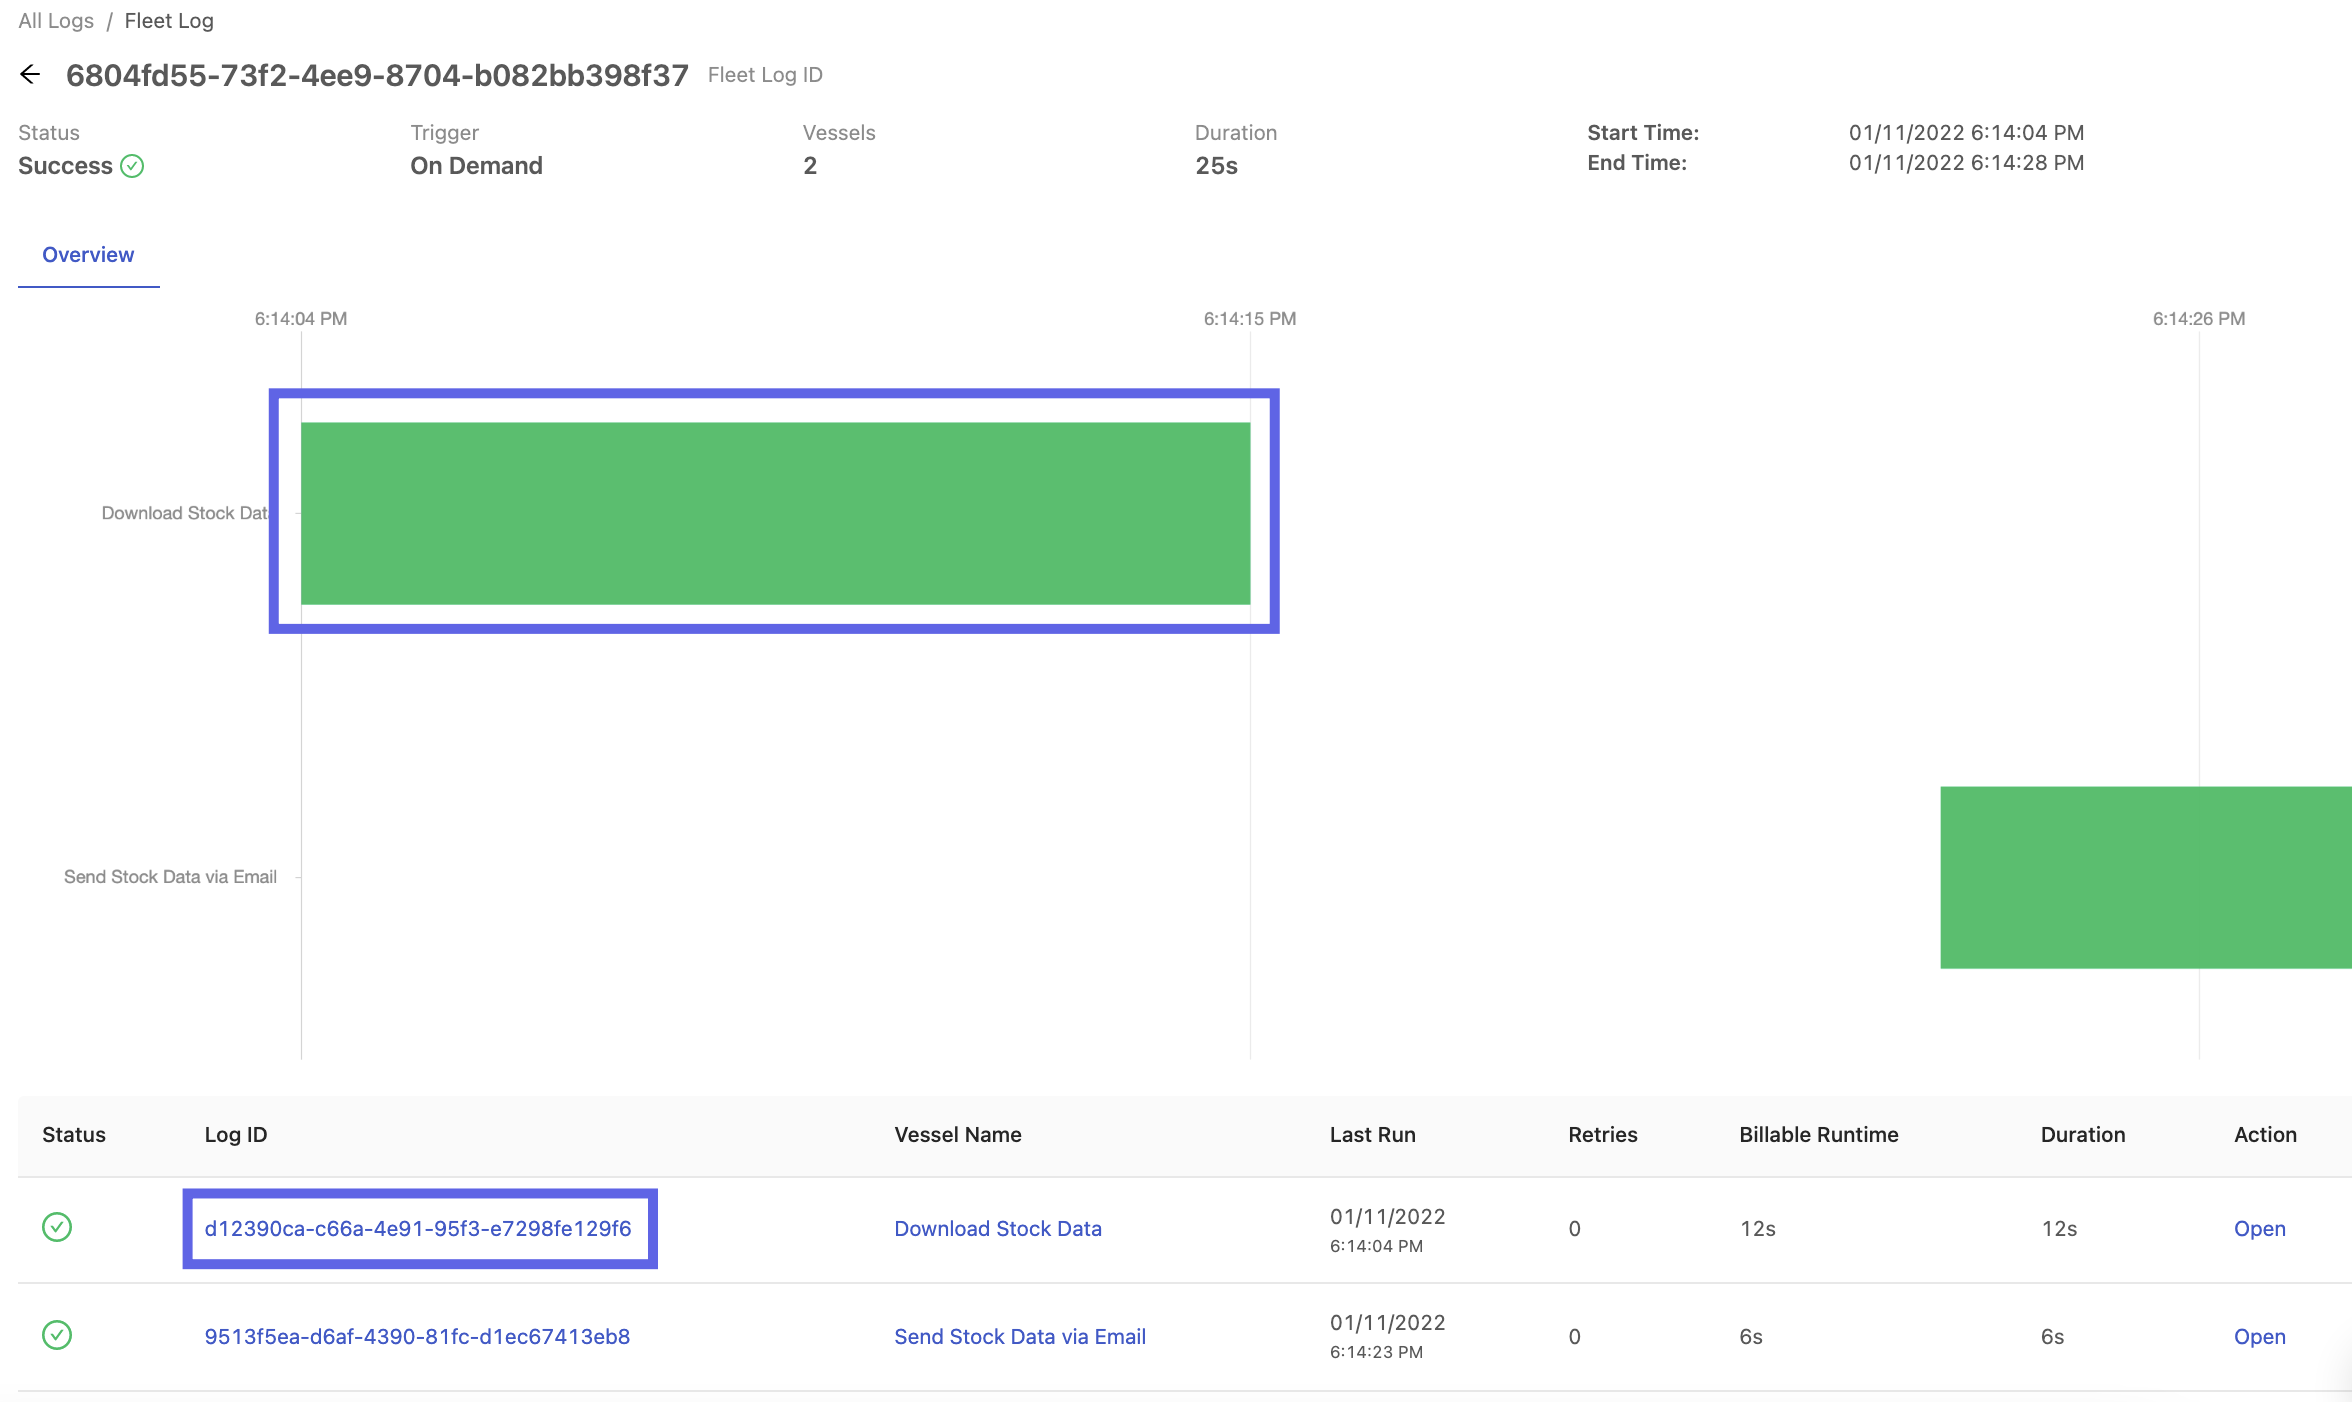 All Logs / Fleet Log
6804fd55-73f2-4ee9-8704-b082bb398f37 Fleet Log ID
Status Trigger Vessels Duration Start Time: 01/11/2022 6:14:04 PM
Success On Demand 2 25s End Time: 01/11/2022 6:14:28 PM
Overview
6:14:04 PM 6:14:15 PM 6:14:26 PM
Download Stock Data
Send Stock Data via Email
Status Log ID Vessel Name Last Run Retries Billable Runtime Duration Action
d12390ca-c66a-4e91-95f3-e7298fe129f6 Download Stock Data 01/11/2022 0 12s 12s Open
6:14:04 PM
9513f5ea-d6af-4390-81fc-d1ec67413eb8 Send Stock Data via Email 01/11/2022 0 6s 6s Open
6:14:23 PM